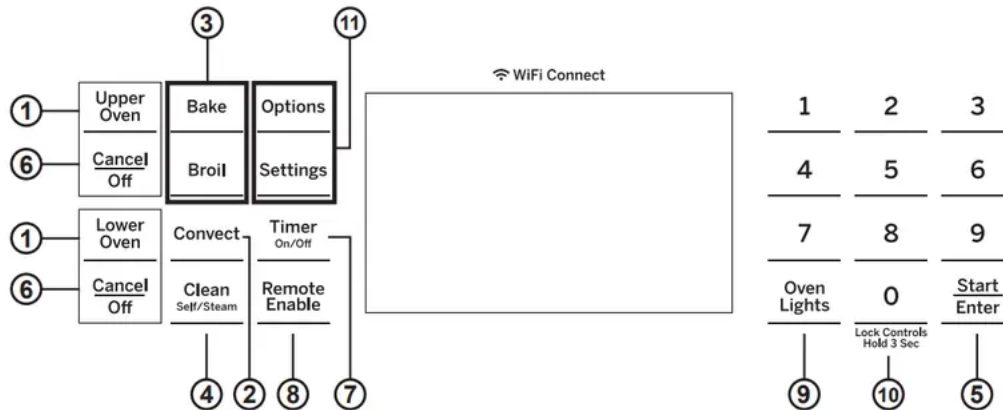 3
11
WiFi Connect
1
Upper
Oven
Bake
Options
1
2
3
6
Cancel
Off
Broil
Settings
4
5
6
1
Lower
Oven
Convect
Timer
On/Off
7
8
9
6
Cancel
Off
Clean
Self/Steam
Remote
Enable
Oven
Lights
0
Start
Enter
Lock Controls
Hold 3 Sec
4
2
8
7
9
10
5